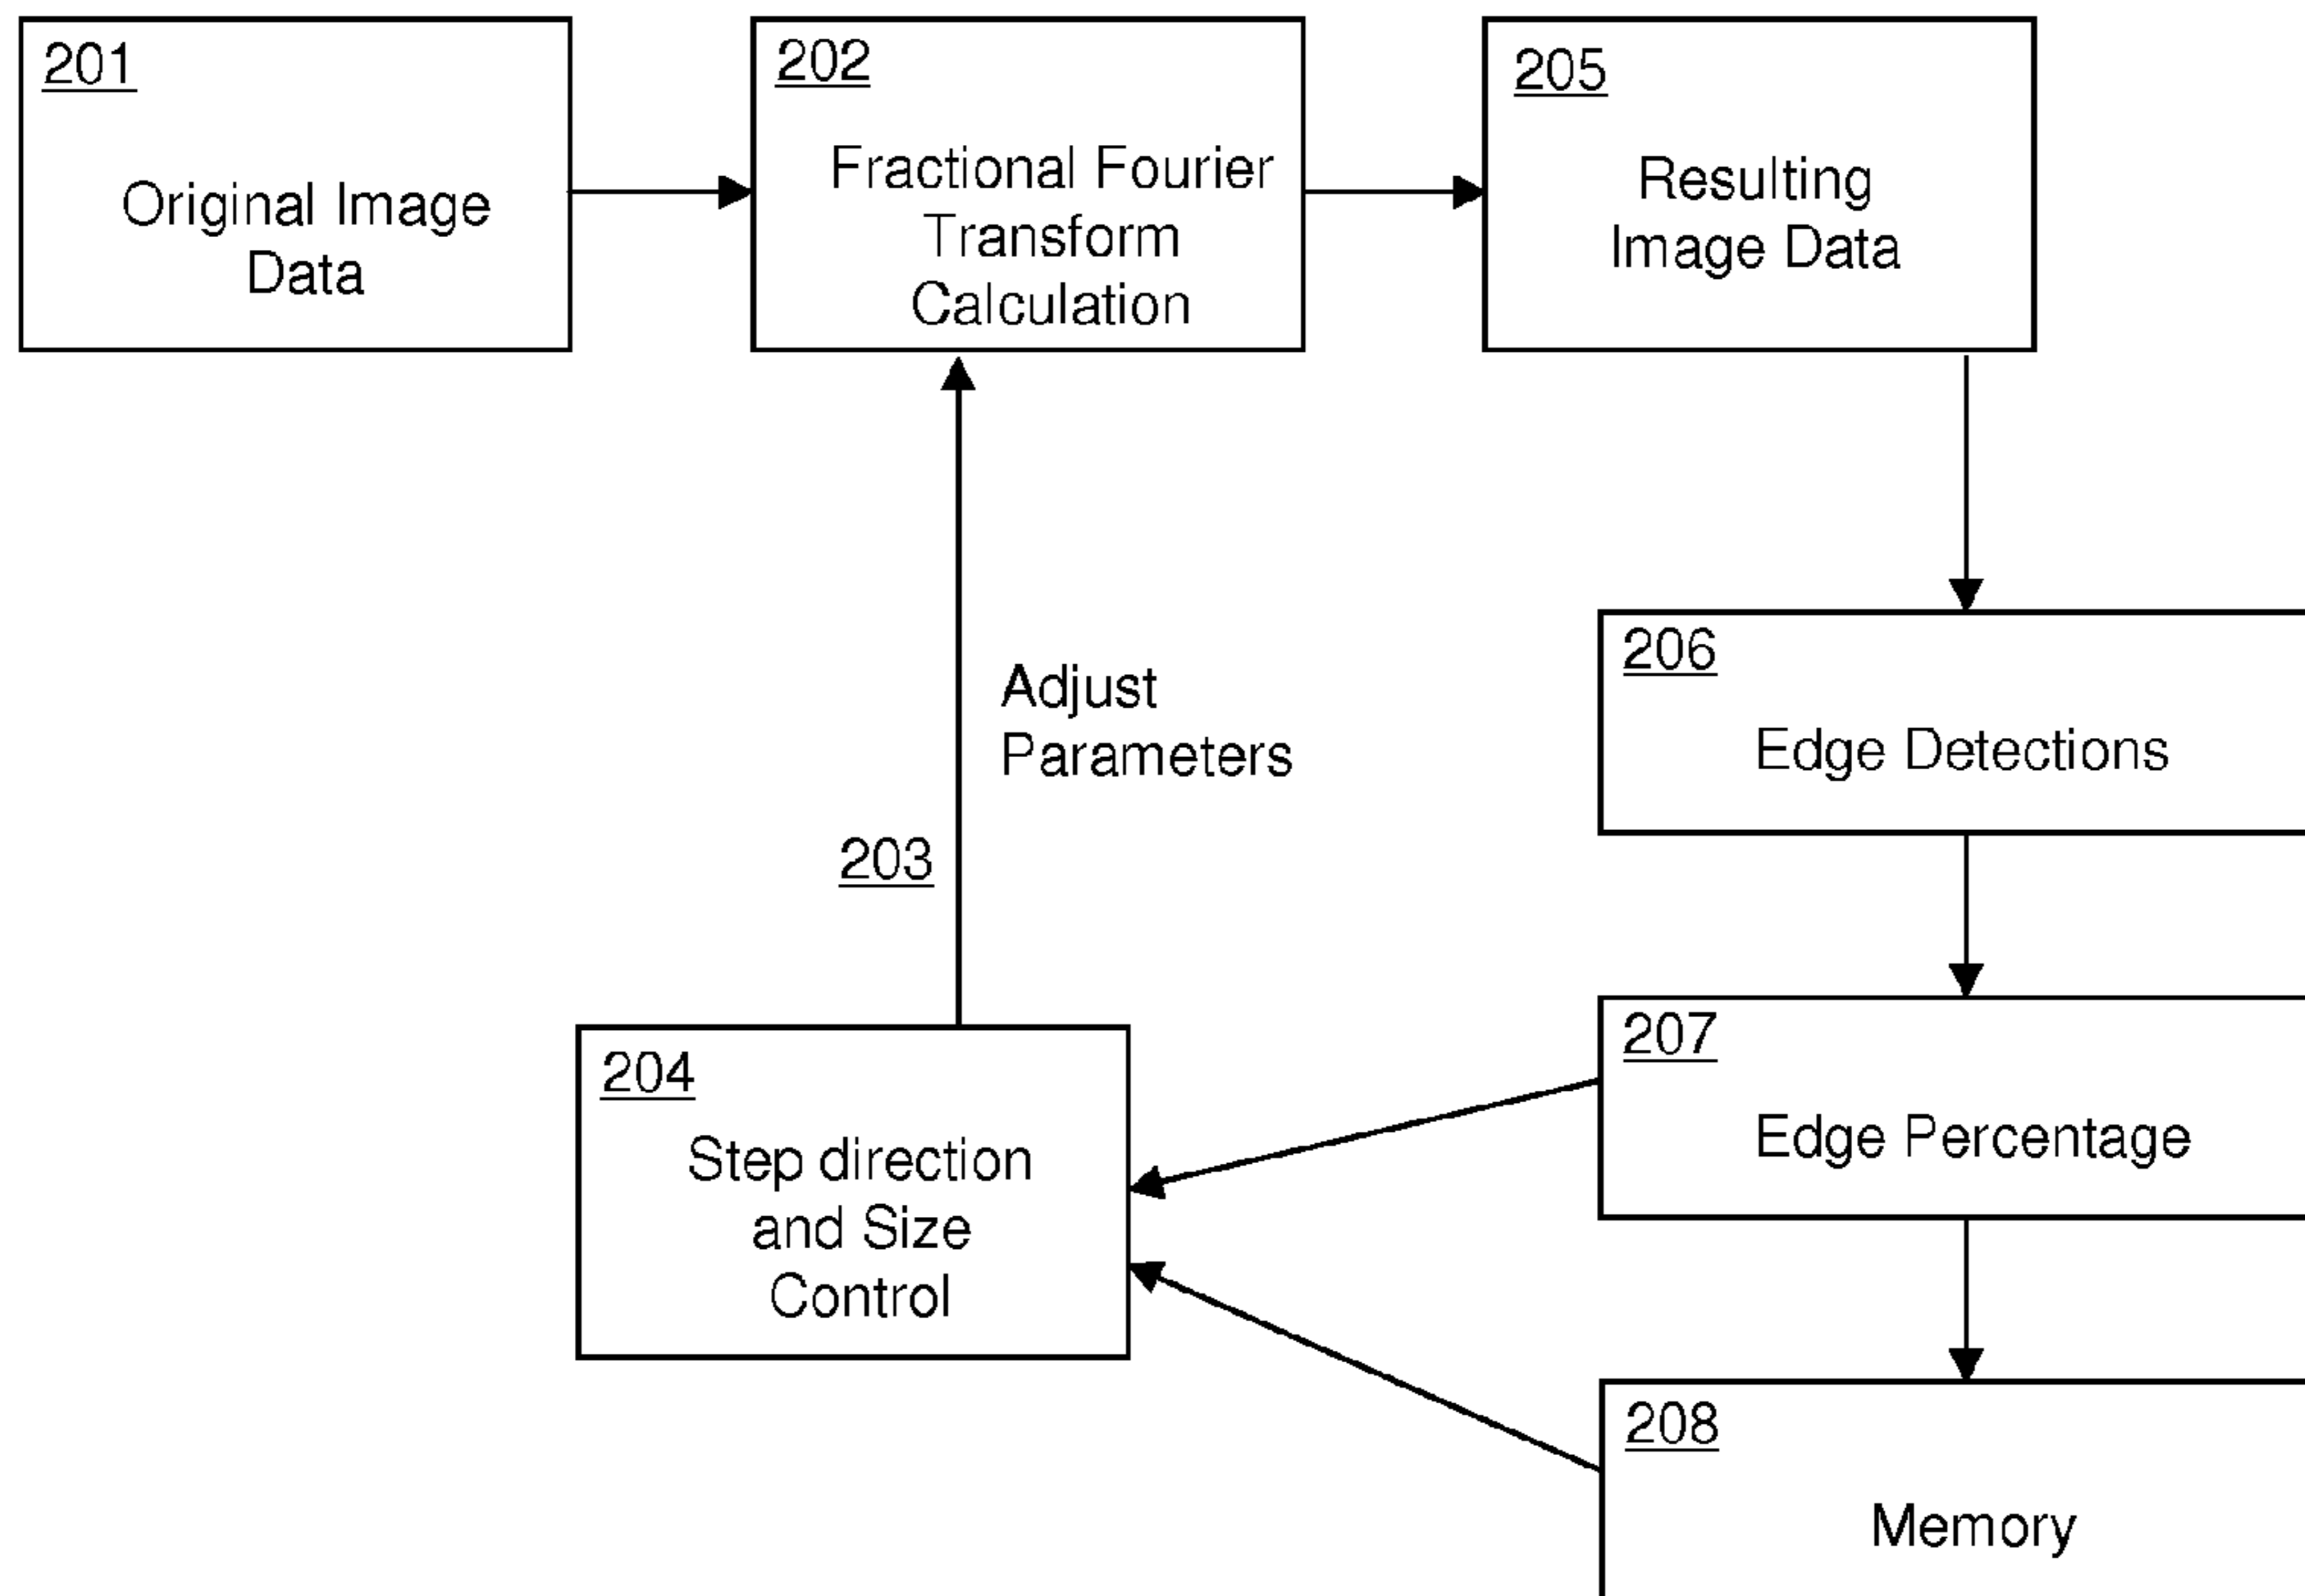 201
Original Image
Data
202
Fractional Fourier
Transform
Calculation
205
Resulting
Image Data
206
Edge Detections
Adjust
Parameters
203
207
Edge Percentage
204
Step direction
and Size
Control
208
Memory